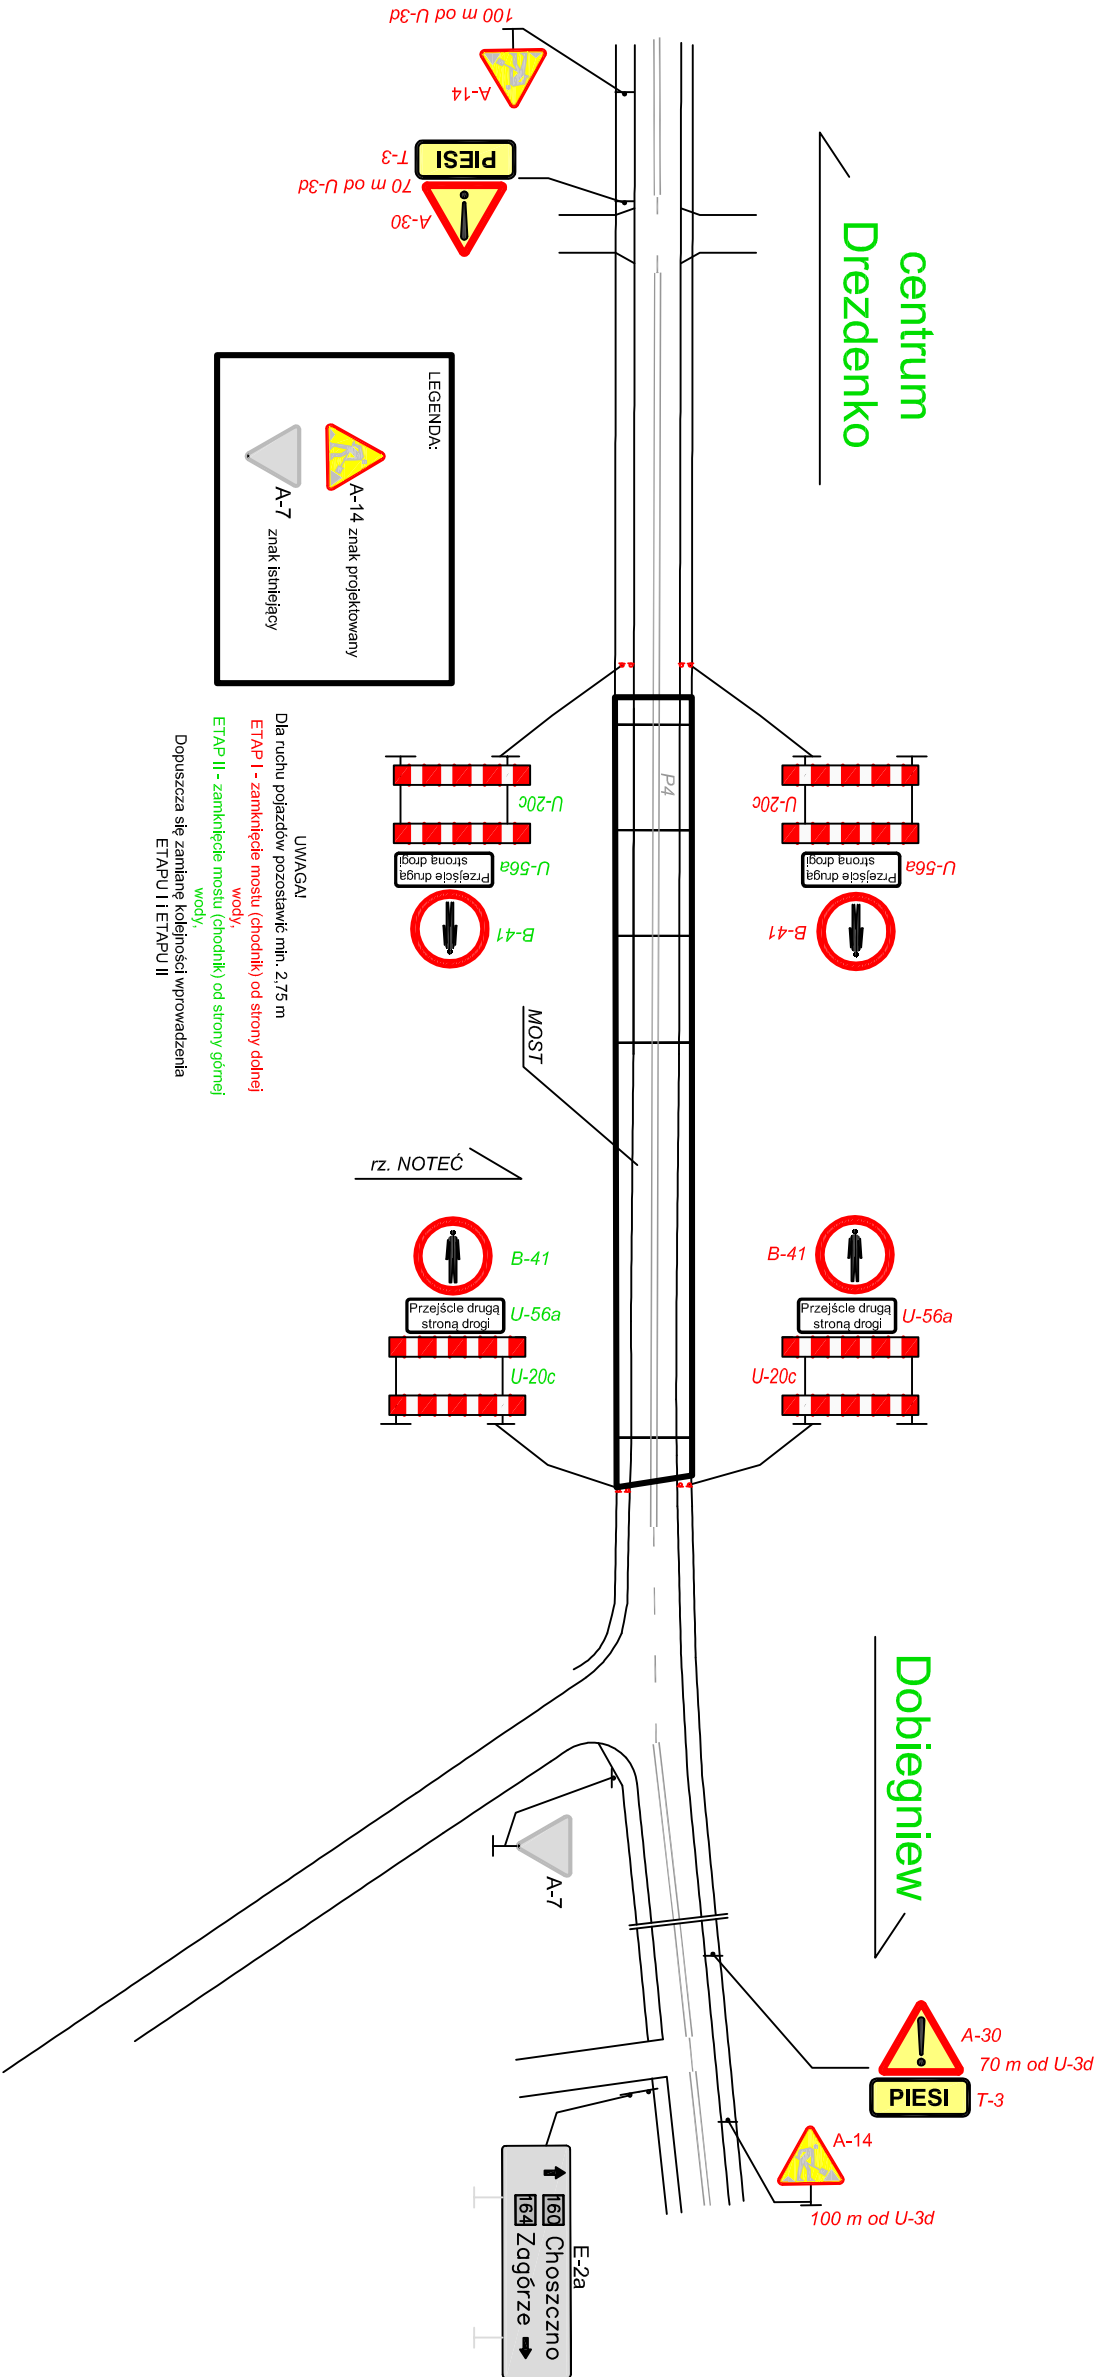 100 m od U-3d
A-14
PIESI
T-3
70 m od U-3d
A-30
centrum
Drezdenko
LEGENDA:
A-14 znak projektowany
A-7 znak istniejący
UWAGA!
Dla ruchu pojazdów pozostawić min. 2,75 m
ETAP I - zamknięcie mostu (chodnik) od strony dolnej
wody,
ETAP II - zamknięcie mostu (chodnik) od strony górnej
wody,
Dopuszcza się zamianę kolejności wprowadzenia
ETAPU I i ETAPU II
P4
U-20c
U-56a
Przejście drugą
stroną drogi
B-41
U-20c
U-56a
Przejście drugą
stroną drogi
B-41
MOST
rz. NOTEĆ
B-41
Przejście drugą
stroną drogi
U-56a
U-20c
B-41
Przejście drugą
stroną drogi
U-56a
U-20c
Dobiegniew
A-7
A-30
70 m od U-3d
PIESI
T-3
A-14
100 m od U-3d
E-2a
160 Choszczno
164 Zagórze